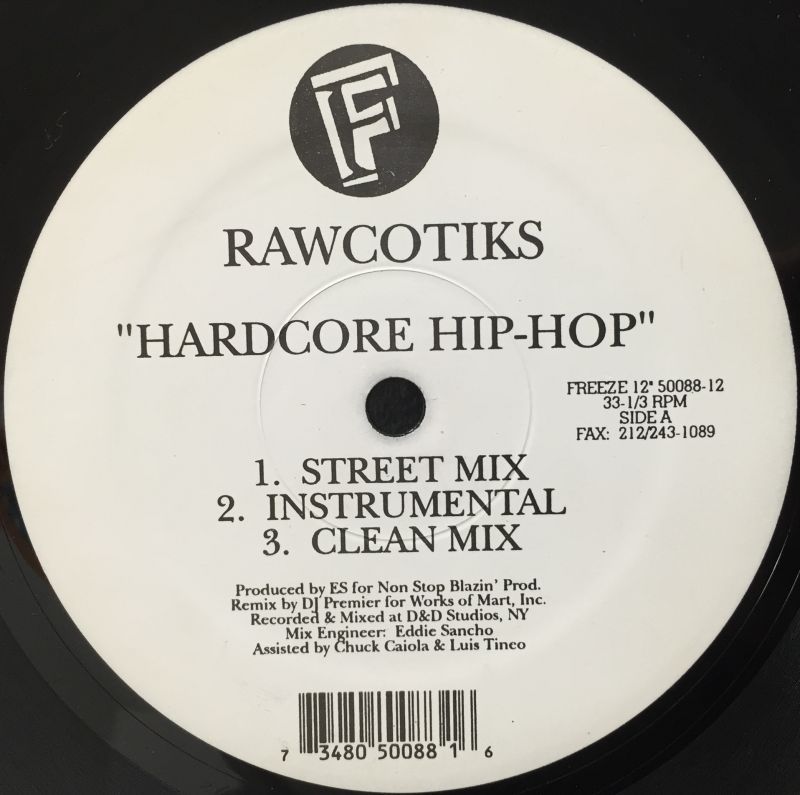 F
RAWCOTIKS
"HARDCORE HIP-HOP"
FREEZE 12" 50088-12
33-1/3 RPM
SIDE A
FAX: 212/243-1089
1. STREET MIX
2. INSTRUMENTAL
3. CLEAN MIX
Produced by ES for Non Stop Blazin' Prod.
Remix by DJ Premier for Works of Mart, Inc.
Recorded & Mixed at D&D Studios, NY
Mix Engineer: Eddie Sancho
Assisted by Chuck Caiola & Luis Tineo
7 3480 50088 1 6